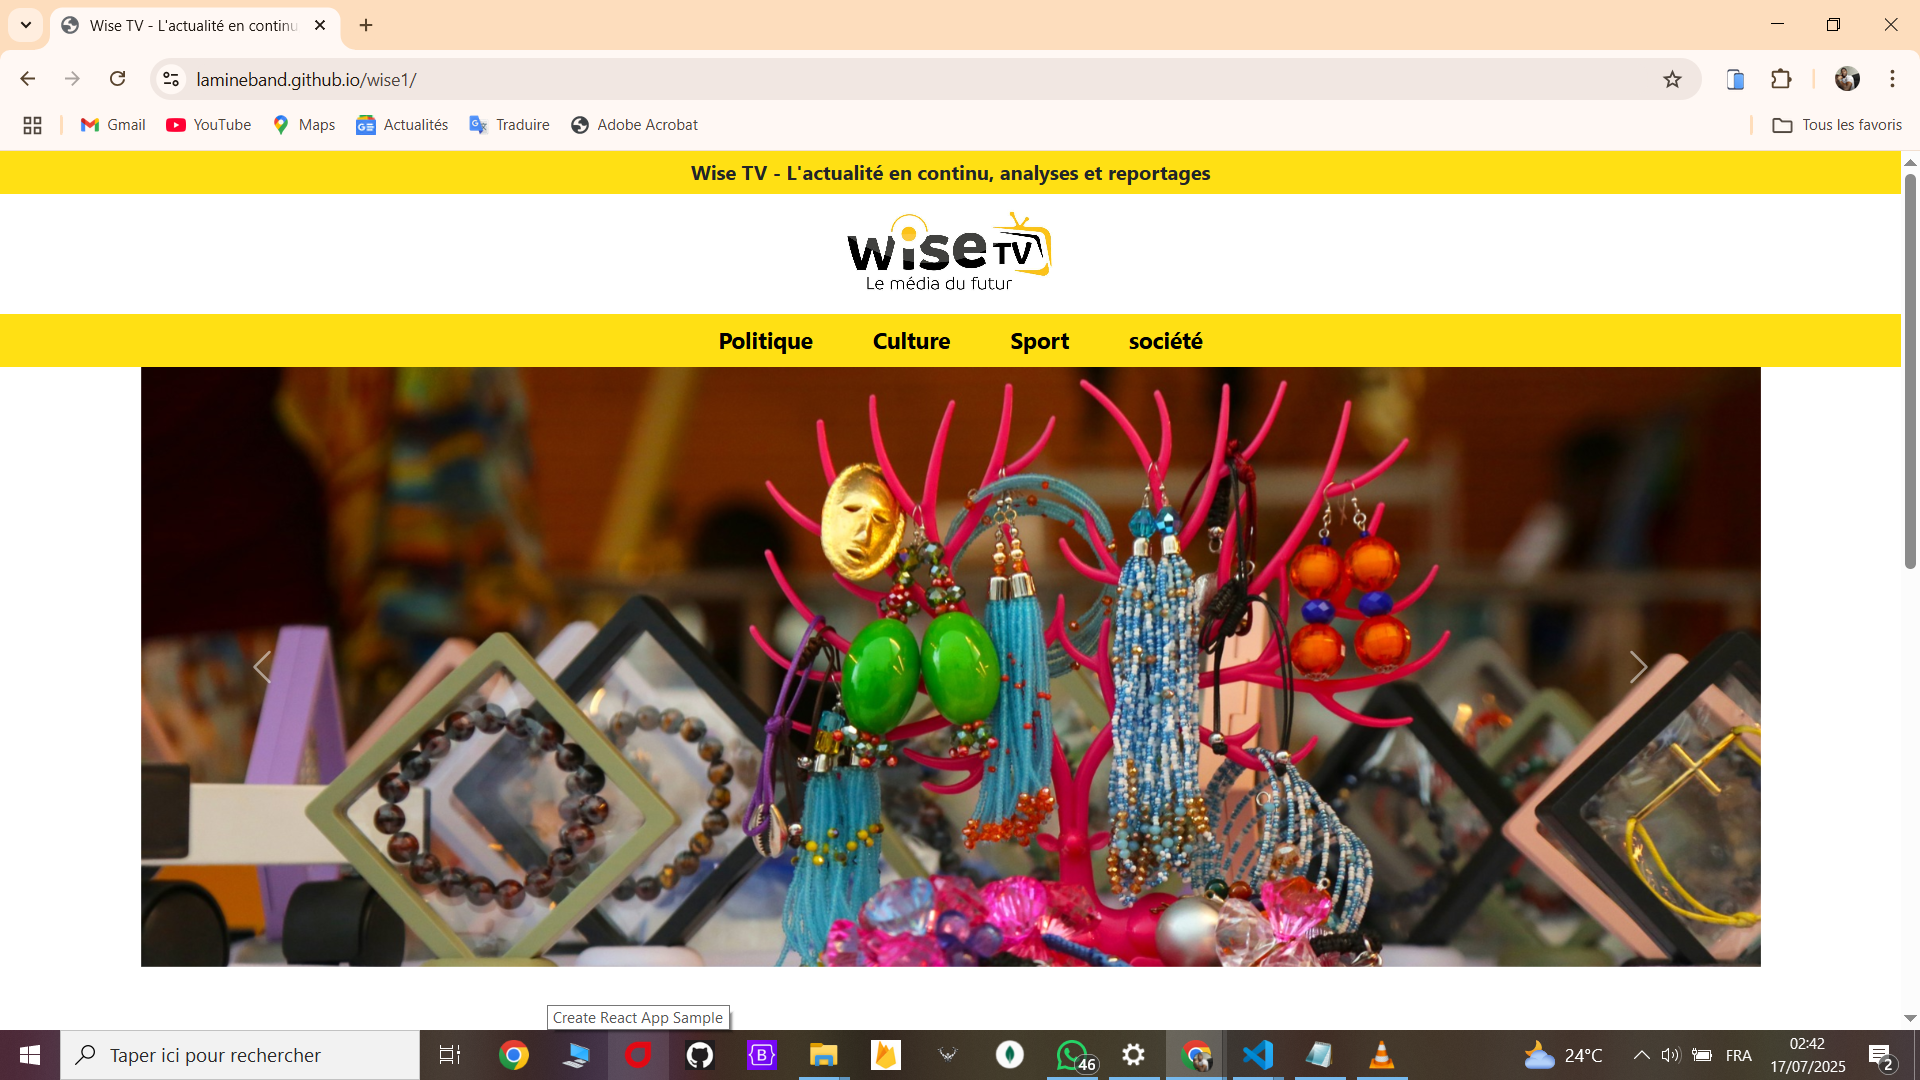 Wise TV - L'actualité en continu
lamineband.github.io/wise1/
Gmail
YouTube
Maps
Actualités
Traduire
Adobe Acrobat
Tous les favoris
Wise TV - L'actualité en continu, analyses et reportages
wise TV
Le média du futur
Politique
Culture
Sport
société
Create React App Sample
Taper ici pour rechercher
46
24°C
FRA
02:42
17/07/2025
2